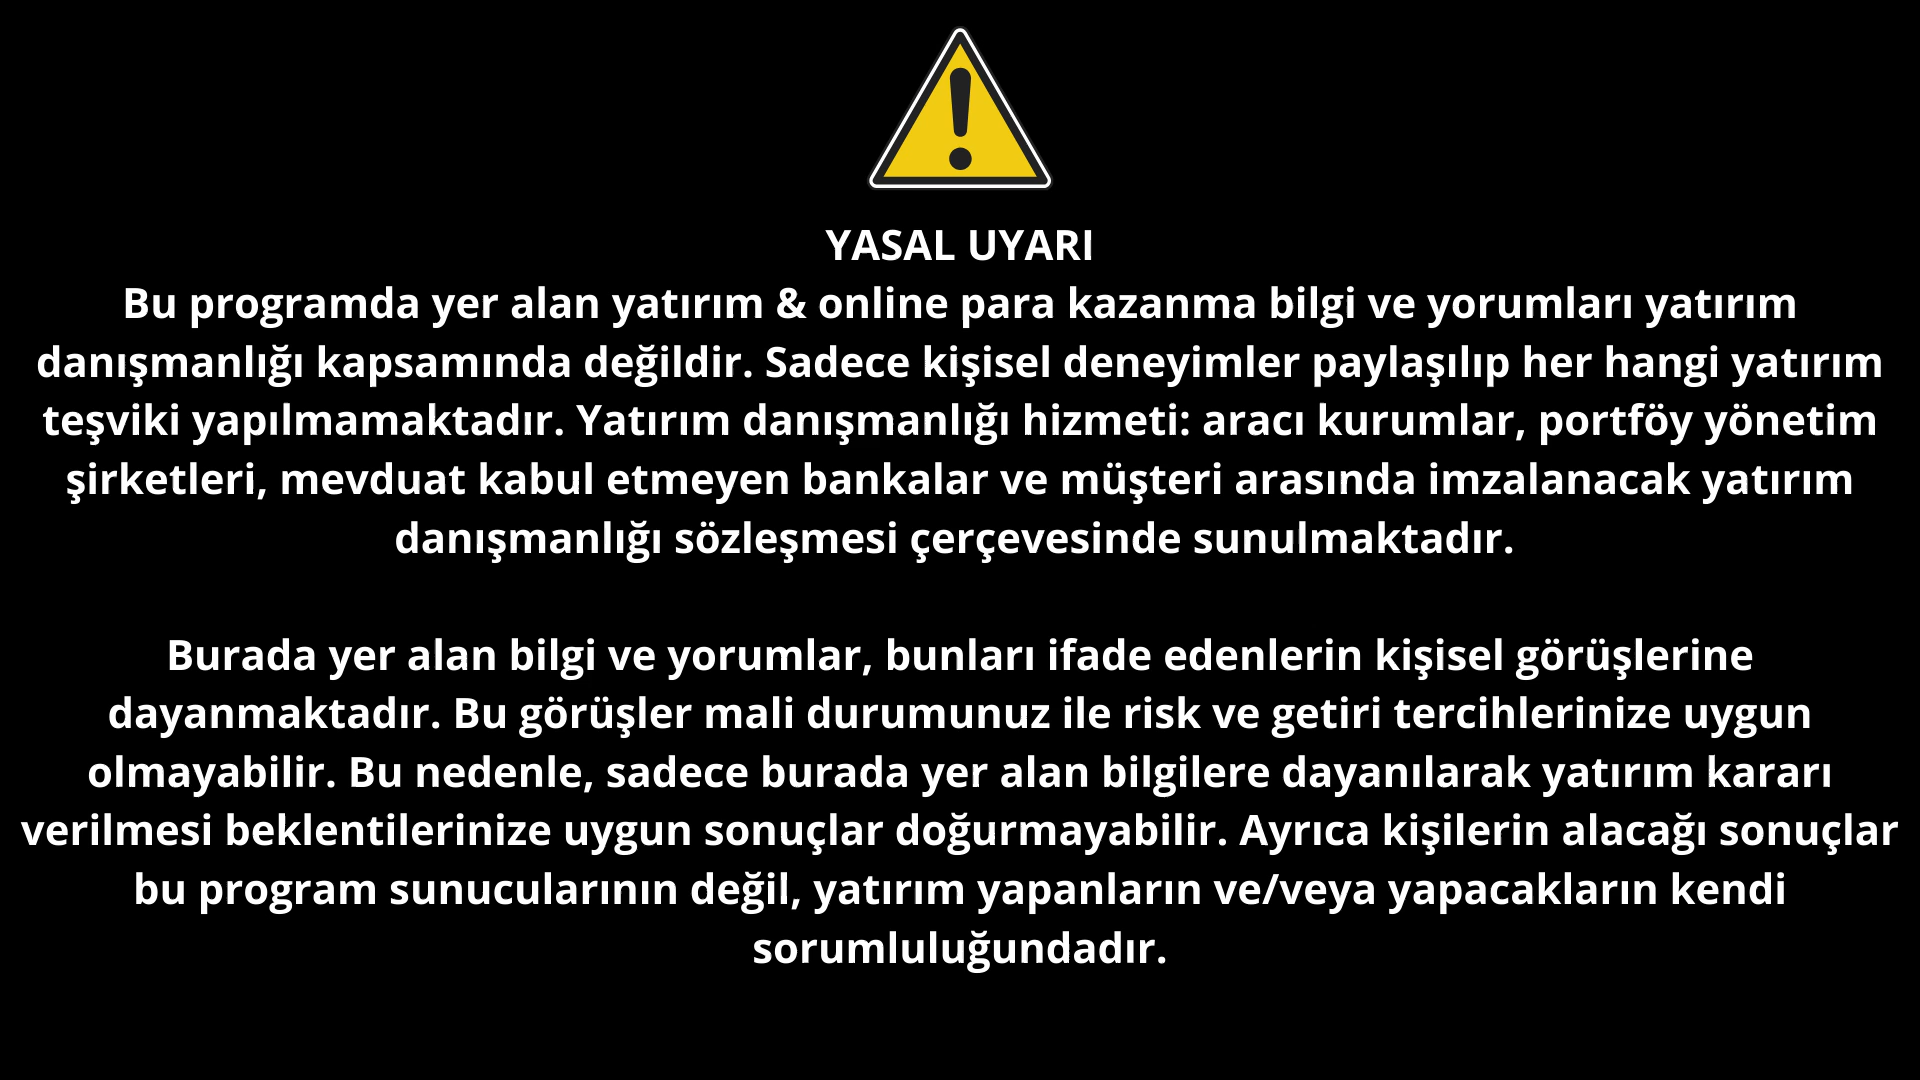 YASAL UYARI
Bu programda yer alan yatırım & online para kazanma bilgi ve yorumları yatırım
danışmanlığı kapsamında değildir. Sadece kişisel deneyimler paylaşılıp her hangi yatırım
teşviki yapılmamaktadır. Yatırım danışmanlığı hizmeti: aracı kurumlar, portföy yönetim
şirketleri, mevduat kabul etmeyen bankalar ve müşteri arasında imzalanacak yatırım
danışmanlığı sözleşmesi çerçevesinde sunulmaktadır.
Burada yer alan bilgi ve yorumlar, bunları ifade edenlerin kişisel görüşlerine
dayanmaktadır. Bu görüşler mali durumunuz ile risk ve getiri tercihlerinize uygun
olmayabilir. Bu nedenle, sadece burada yer alan bilgilere dayanılarak yatırım kararı
verilmesi beklentilerinize uygun sonuçlar doğurmayabilir. Ayrıca kişilerin alacağı sonuçlar
bu program sunucularının değil, yatırım yapanların ve/veya yapacakların kendi
sorumluluğundadır.